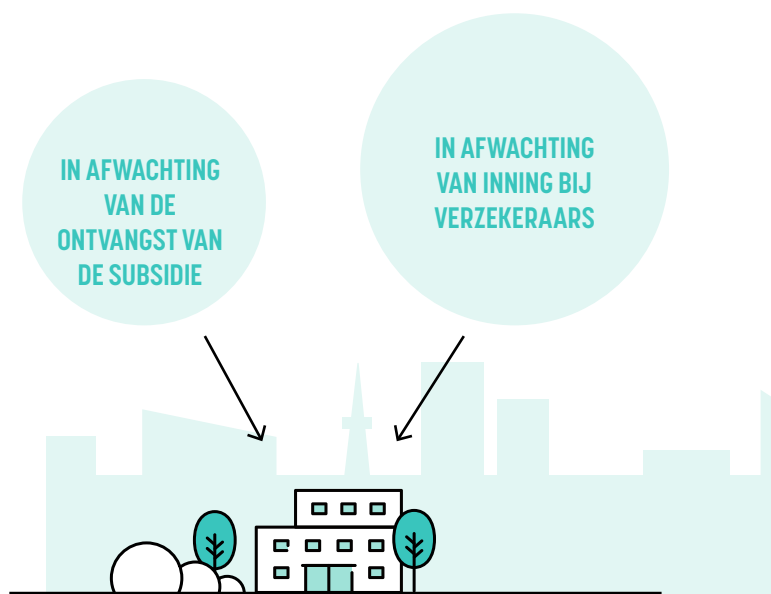 IN AFWACHTING
VAN DE
ONTVANGST VAN
DE SUBSIDIE
IN AFWACHTING
VAN INNING BIJ
VERZEKERAARS